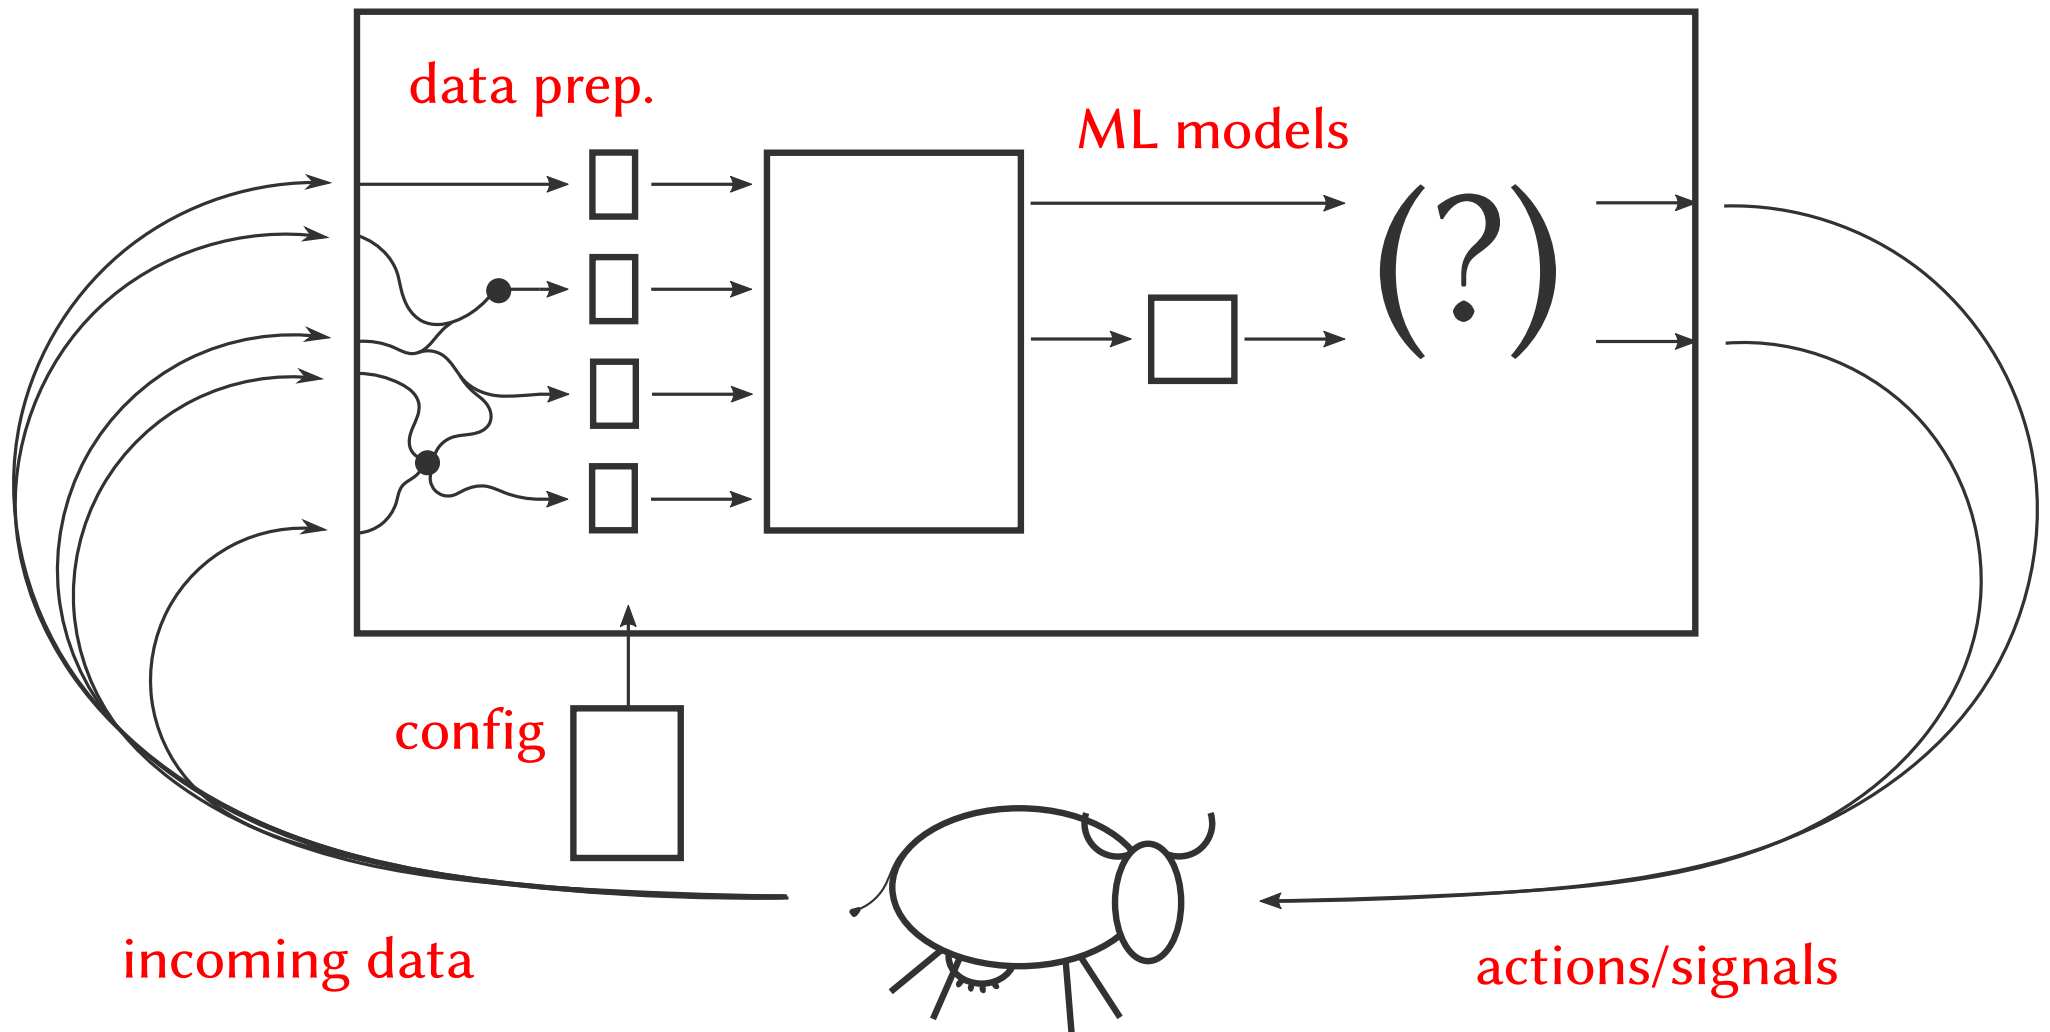 data prep.
ML models
(?)
config
incoming data
actions/signals